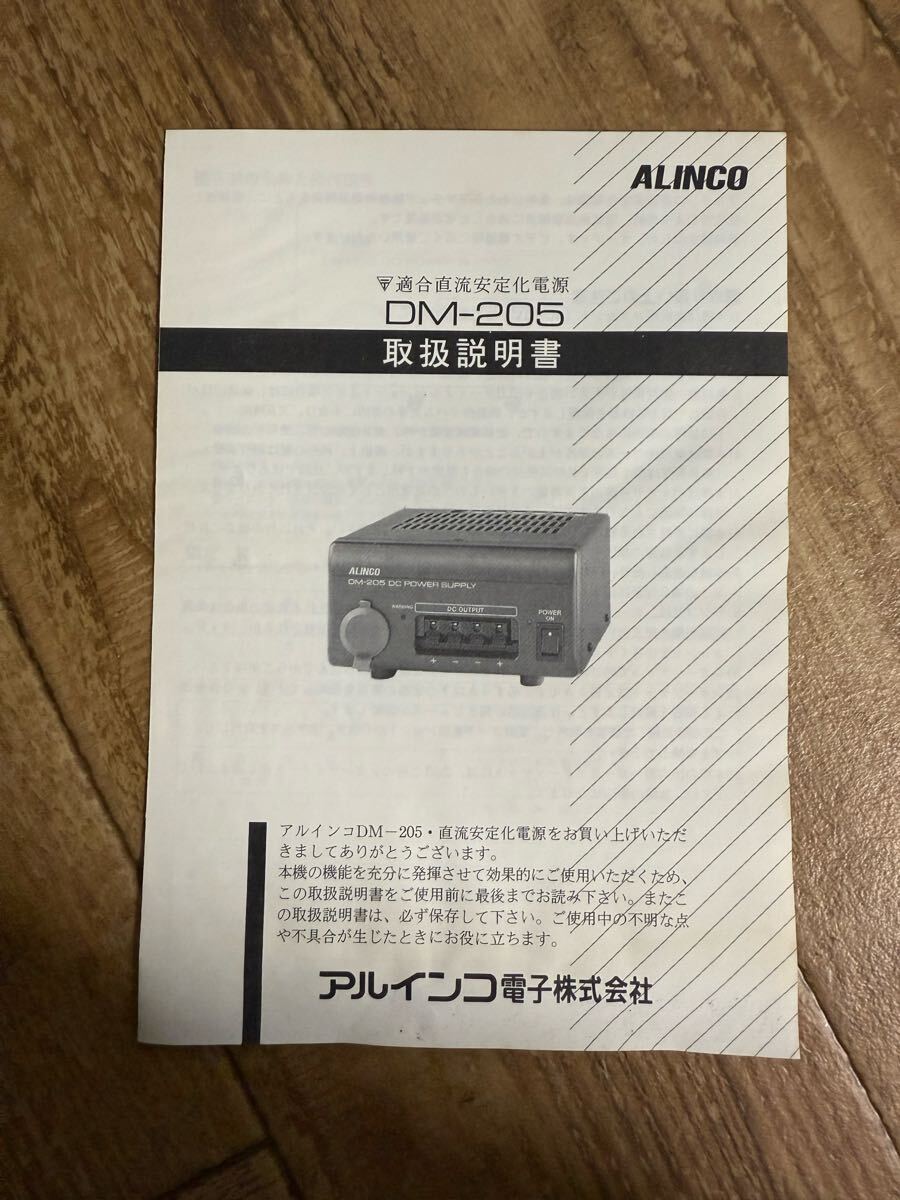 ALINCO
適合直流安定化電源
DM-205
取扱説明書
ALINCO
DM-205 DC POWER SUPPLY
WARNING
DC OUTPUT
POWER
ON
+ − − +
アルインコDM−205・直流安定化電源をお買い上げいただ
きましてありがとうございます。
本機の機能を充分に発揮させて効果的にご使用いただくため、
この取扱説明書をご使用前に最後までお読み下さい。またこ
の取扱説明書は、必ず保存して下さい。ご使用中の不明な点
や不具合が生じたときにお役に立ちます。
アルインコ電子株式会社